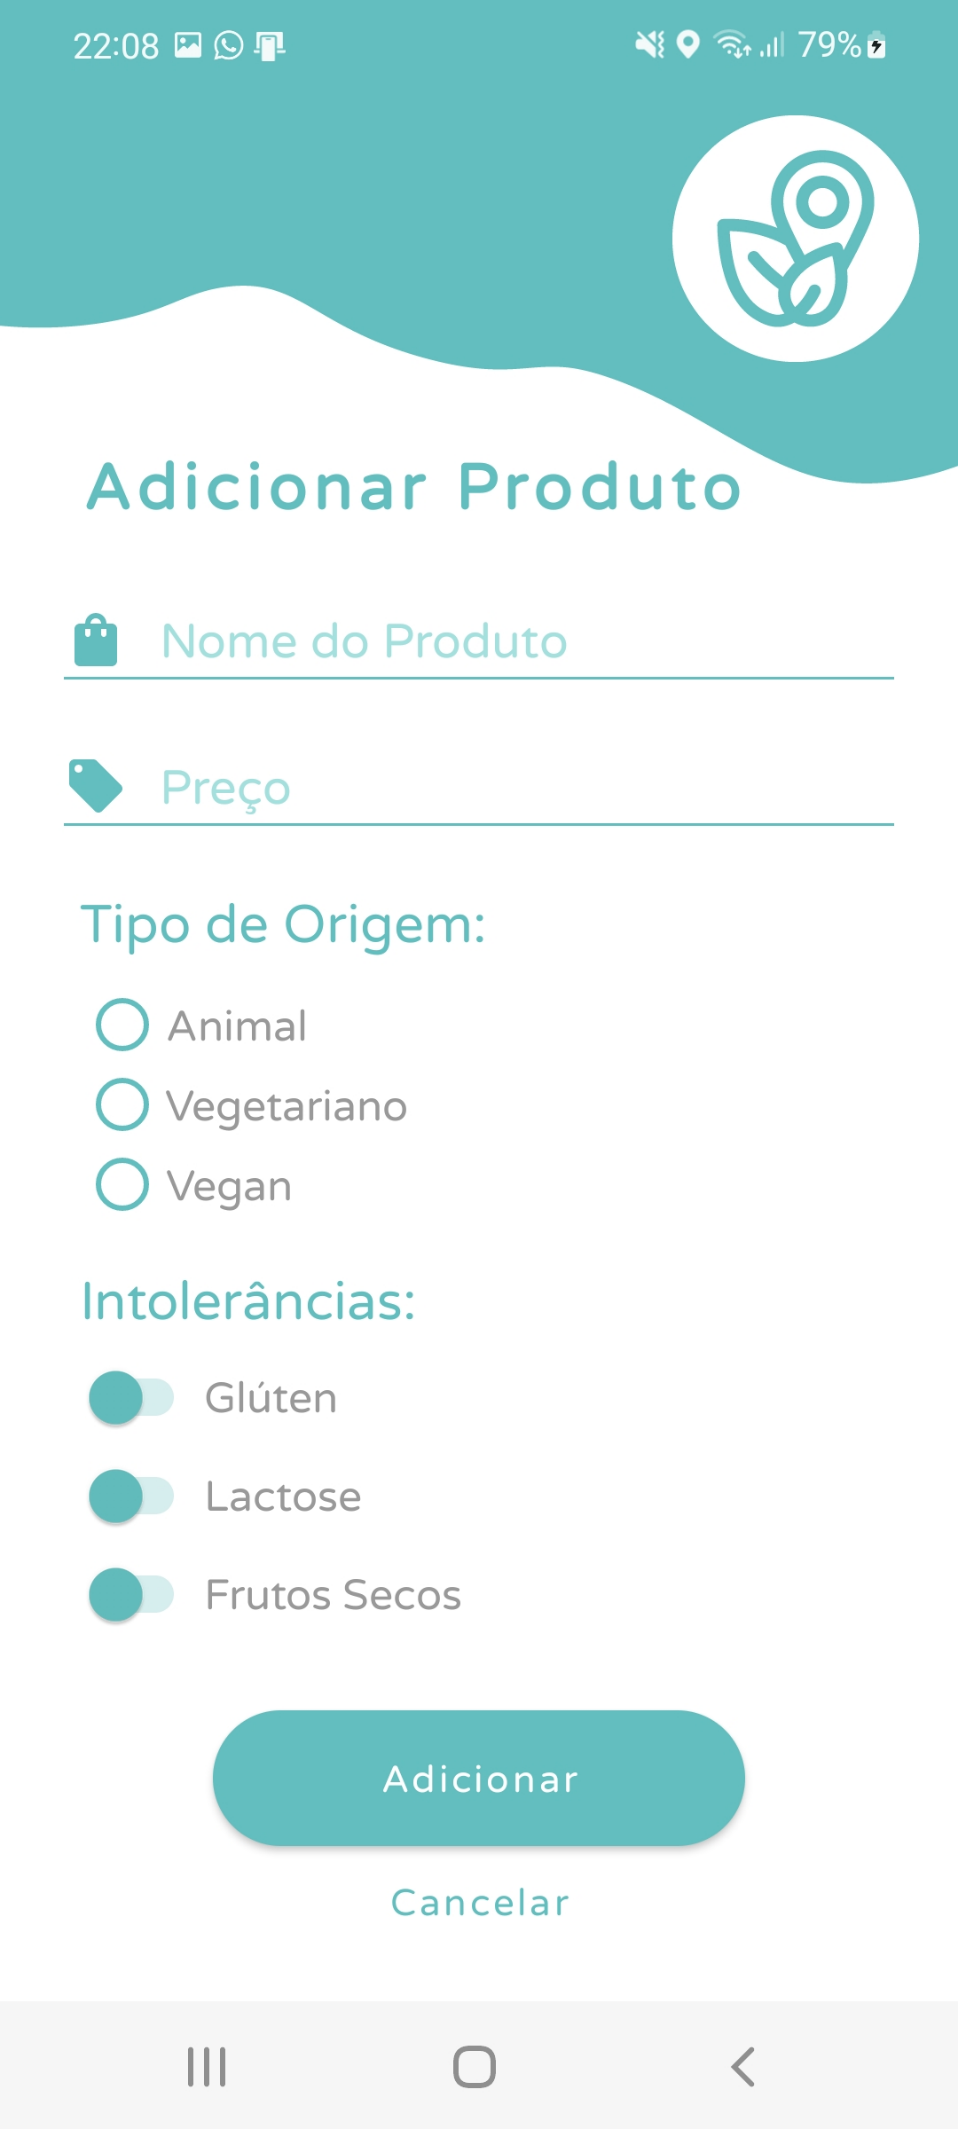 22:08
79%
Adicionar Produto
Nome do Produto
Preço
Tipo de Origem:
Animal
Vegetariano
Vegan
Intolerâncias:
Glúten
Lactose
Frutos Secos
Adicionar
Cancelar